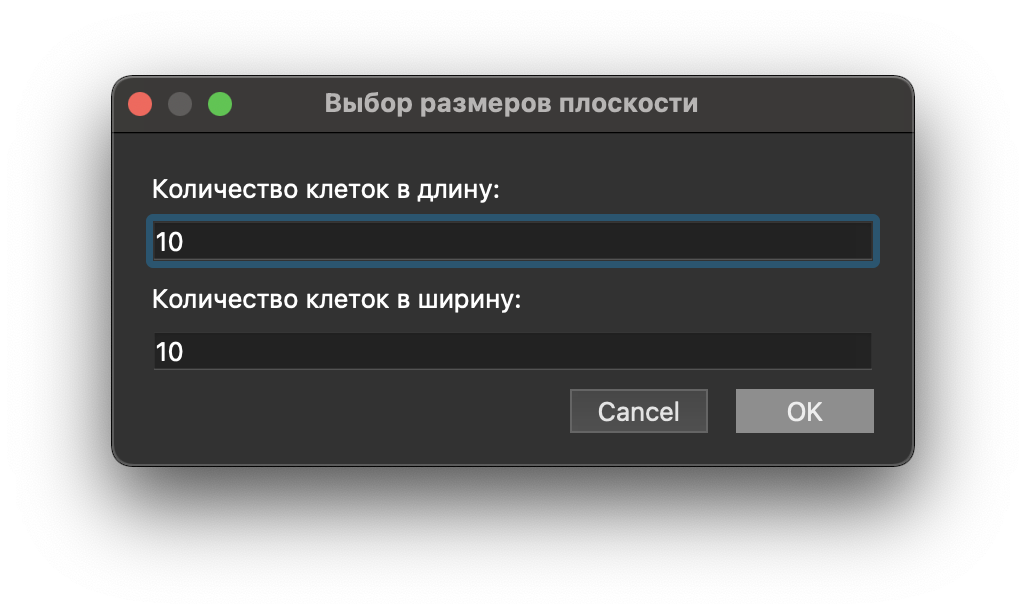 Выбор размеров плоскости
Количество клеток в длину:
10
Количество клеток в ширину:
10
Cancel OK